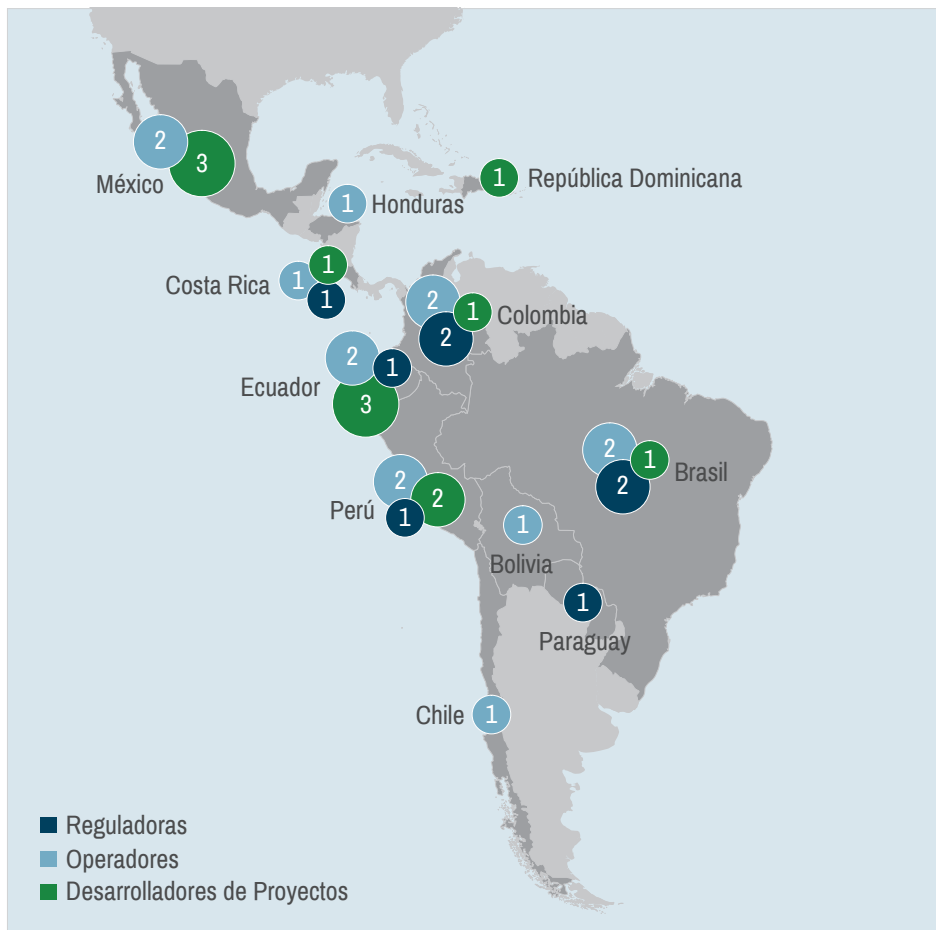 2
3
México
1
República Dominicana
1
Honduras
1
1
1
Costa Rica
2
1
2
Colombia
2
1
3
Ecuador
2
1
2
Brasil
2
2
1
Perú
1
Bolivia
1
Paraguay
1
Chile
Reguladoras
Operadores
Desarrolladores de Proyectos